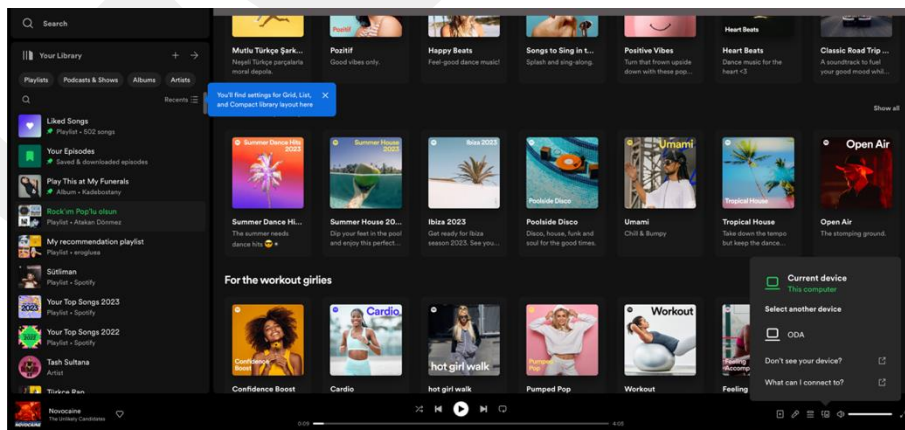 Search
Your Library
Playlists
Podcasts & Shows
Albums
Artists
Recents
Liked Songs
Playlist • 502 songs
Your Episodes
Saved & downloaded episodes
Play This at My Funerals
Album • Kadebostany
Rock'ım Pop'lu olsun
Playlist • Atakan Dönmez
My recommendation playlist
Playlist • eroglusa
Sütliman
Playlist • Spotify
Your Top Songs 2023
Playlist • Spotify
Your Top Songs 2022
Playlist • Spotify
Tash Sultana
Artist
Türkçe Rap
You'll find settings for Grid, List,
and Compact library layout here
Positif
Heart Beats
Mutlu Türkçe Şark...
Neşeli Türkçe parçalarla
moral depola.
Pozitif
Good vibes only.
Happy Beats
Feel-good dance music!
Songs to Sing in t...
Splash and sing-along.
Positive Vibes
Turn that frown upside
down with these pop...
Heart Beats
Dance music for the
heart <3
Classic Road Trip ...
A soundtrack to fuel
your good mood whil...
Show all
Summer Dance Hits
2023
Summer House
2023
Ibiza 2023
Poolside Disco
Umami
Tropical House
Open Air
Summer Dance Hi...
The summer needs
dance hits
Summer House 20...
Dip your feet in the pool
and enjoy this perfect...
Ibiza 2023
Get ready for Ibiza
season 2023. See you...
Poolside Disco
Disco, house, funk and
soul for the good times.
Umami
Chill & Bumpy
Tropical House
Take down the tempo
but keep the dance...
Open Air
The stomping ground.
For the workout girlies
Confidence
Boost
Cardio
hot girl walk
Pumped
Pop
Workout
Feeling
Accomp
Confidence Boost
Cardio
hot girl walk
Pumped Pop
Workout
Feeling
Current device
This computer
Select another device
ODA
Don't see your device?
What can I connect to?
NOVOCAINE
Novocaine
The Unlikely Candidates
0:09
4:05